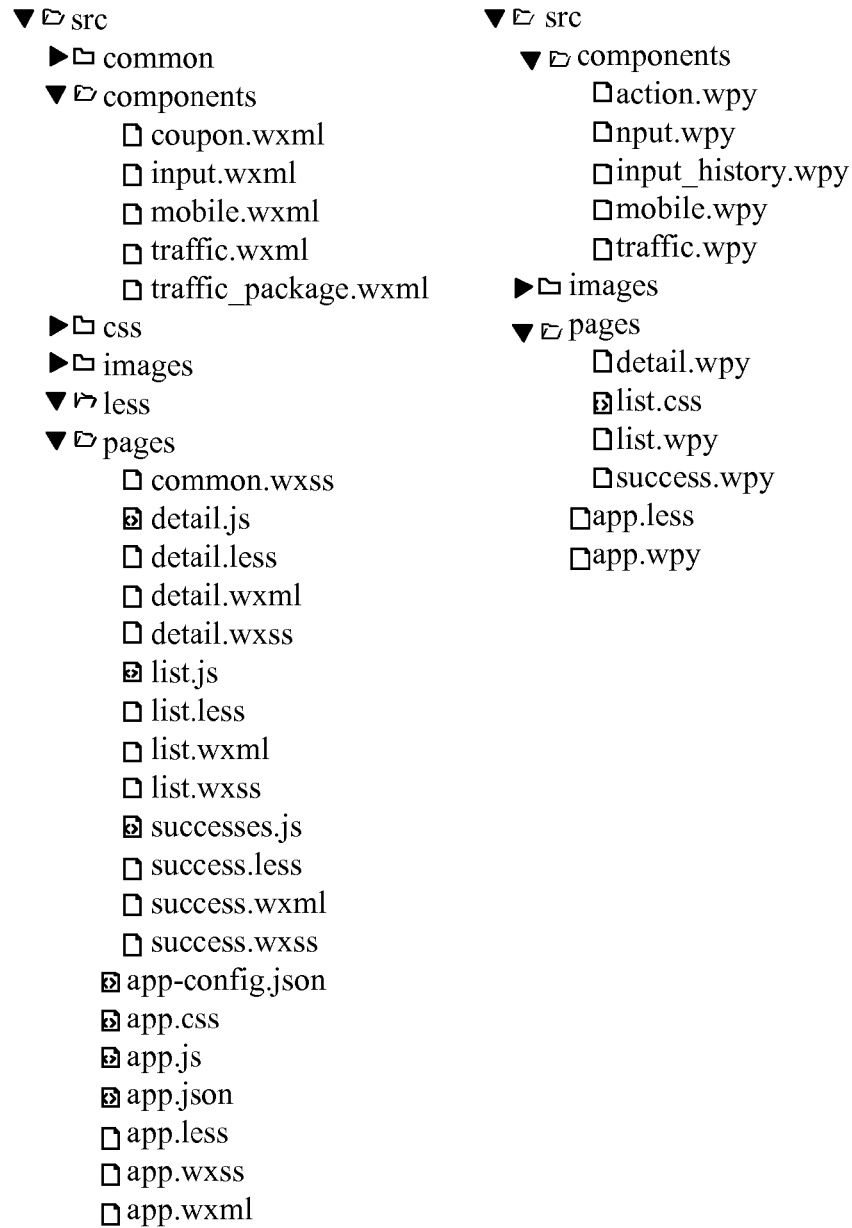 src
common
components
coupon.wxml
input.wxml
mobile.wxml
traffic.wxml
traffic_package.wxml
css
images
less
pages
common.wxss
detail.js
detail.less
detail.wxml
detail.wxss
list.js
list.less
list.wxml
list.wxss
successes.js
success.less
success.wxml
success.wxss
app-config.json
app.css
app.js
app.json
app.less
app.wxss
app.wxml
src
components
action.wpy
nput.wpy
input_history.wpy
mobile.wpy
traffic.wpy
images
pages
detail.wpy
list.css
list.wpy
success.wpy
app.less
app.wpy